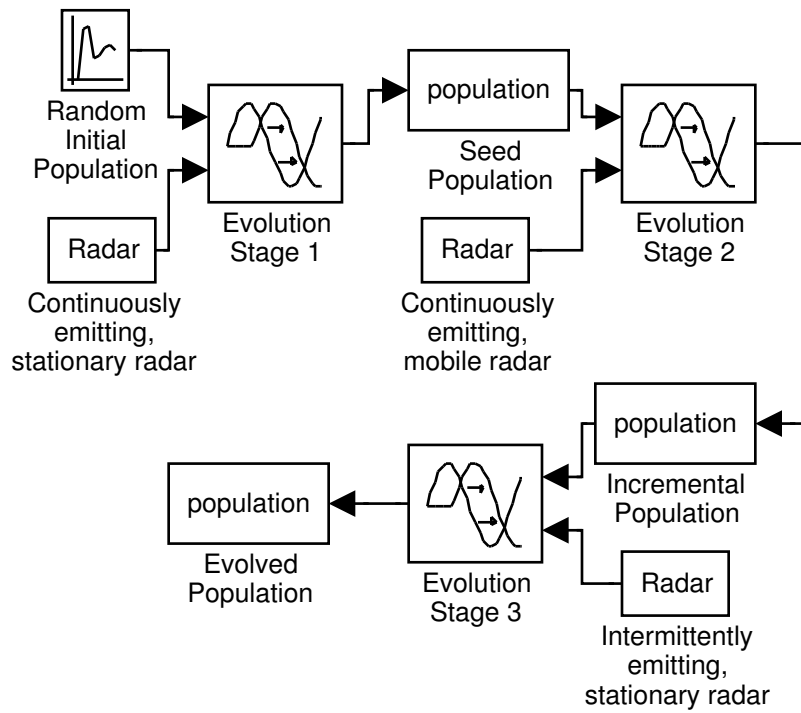 Random
Initial
Population
Radar
Continuously
emitting,
stationary radar
Evolution
Stage 1
population
Seed
Population
Radar
Continuously
emitting,
mobile radar
Evolution
Stage 2
population
Incremental
Population
Radar
Intermittently
emitting,
stationary radar
Evolution
Stage 3
population
Evolved
Population